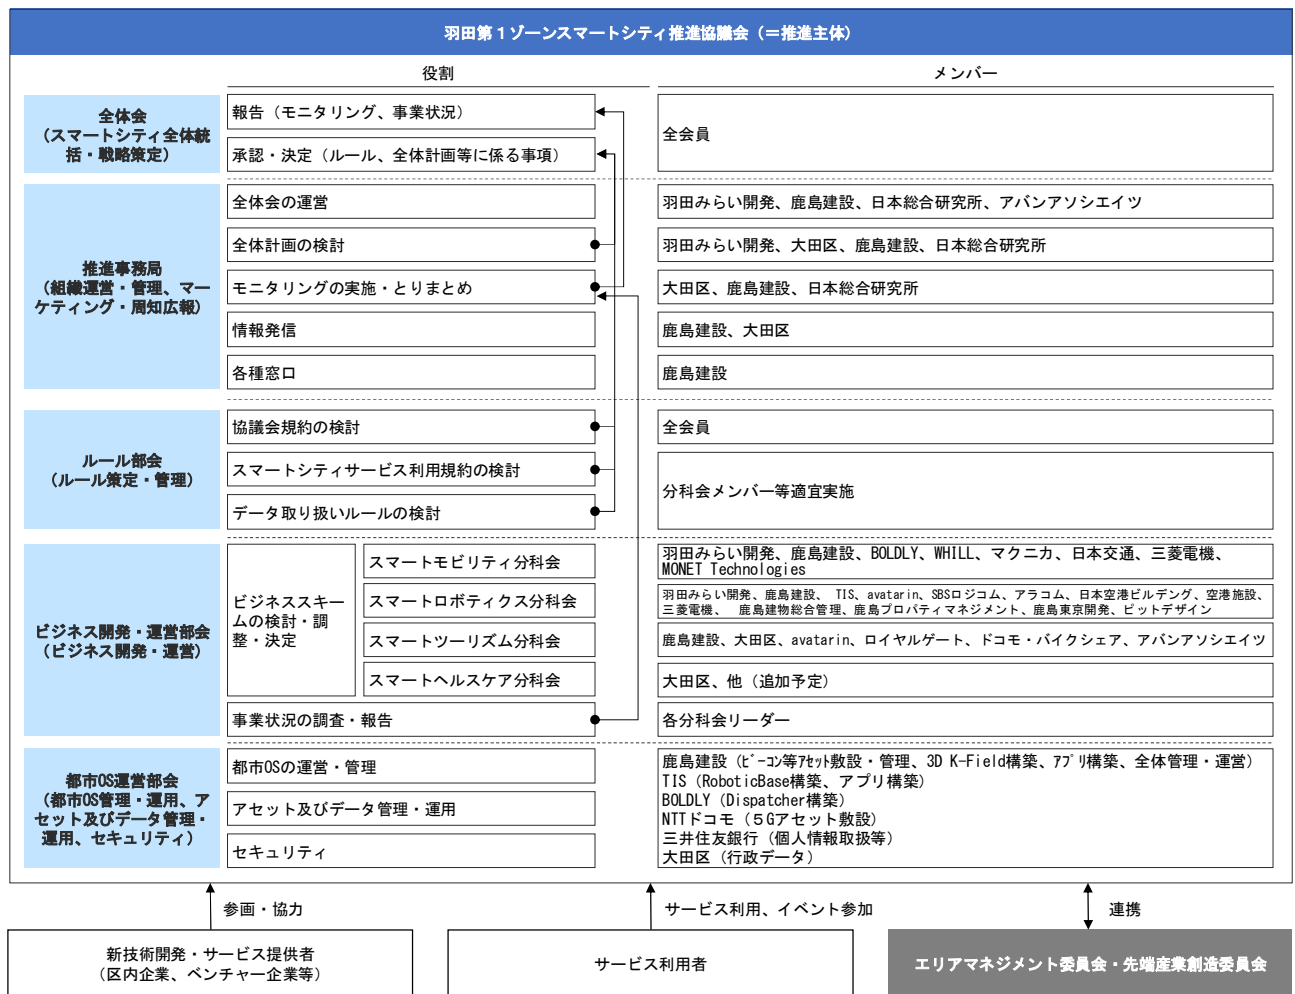 羽田第１ゾーンスマートシティ推進協議会（＝推進主体）
役割
メンバー
全体会
（スマートシティ全体統
括・戦略策定）
報告（モニタリング、事業状況）
承認・決定（ルール、全体計画等に係る事項）
全会員
推進事務局
（組織運営・管理、マー
ケティング・周知広報）
全体会の運営
羽田みらい開発、鹿島建設、日本総合研究所、アバンアソシエイツ
全体計画の検討
羽田みらい開発、大田区、鹿島建設、日本総合研究所
モニタリングの実施・とりまとめ
大田区、鹿島建設、日本総合研究所
情報発信
鹿島建設、大田区
各種窓口
鹿島建設
ルール部会
（ルール策定・管理）
協議会規約の検討
全会員
スマートシティサービス利用規約の検討
データ取り扱いルールの検討
分科会メンバー等適宜実施
ビジネス開発・運営部会
（ビジネス開発・運営）
ビジネススキー
ムの検討・調
整・決定
スマートモビリティ分科会
羽田みらい開発、鹿島建設、BOLDLY、WHILL、マクニカ、日本交通、三菱電機、
MONET Technologies
スマートロボティクス分科会
羽田みらい開発、鹿島建設、 TIS、avatarin、SBSロジコム、アラコム、日本空港ビルデング、空港施設、
三菱電機、 鹿島建物総合管理、鹿島プロパティマネジメント、鹿島東京開発、ピットデザイン
スマートツーリズム分科会
鹿島建設、大田区、avatarin、ロイヤルゲート、ドコモ・バイクシェア、アバンアソシエイツ
スマートヘルスケア分科会
大田区、他（追加予定）
事業状況の調査・報告
各分科会リーダー
都市OS運営部会
（都市OS管理・運用、ア
セット及びデータ管理・
運用、セキュリティ）
都市OSの運営・管理
アセット及びデータ管理・運用
セキュリティ
鹿島建設（ﾋﾞｰｺﾝ等ｱｾｯﾄ敷設・管理、3D K-Field構築、ｱﾌﾟﾘ構築、全体管理・運営）
TIS（RoboticBase構築、アプリ構築）
BOLDLY（Dispatcher構築）
NTTドコモ（５Gアセット敷設）
三井住友銀行（個人情報取扱等）
大田区（行政データ）
参画・協力
サービス利用、イベント参加
連携
新技術開発・サービス提供者
（区内企業、ベンチャー企業等）
サービス利用者
エリアマネジメント委員会・先端産業創造委員会